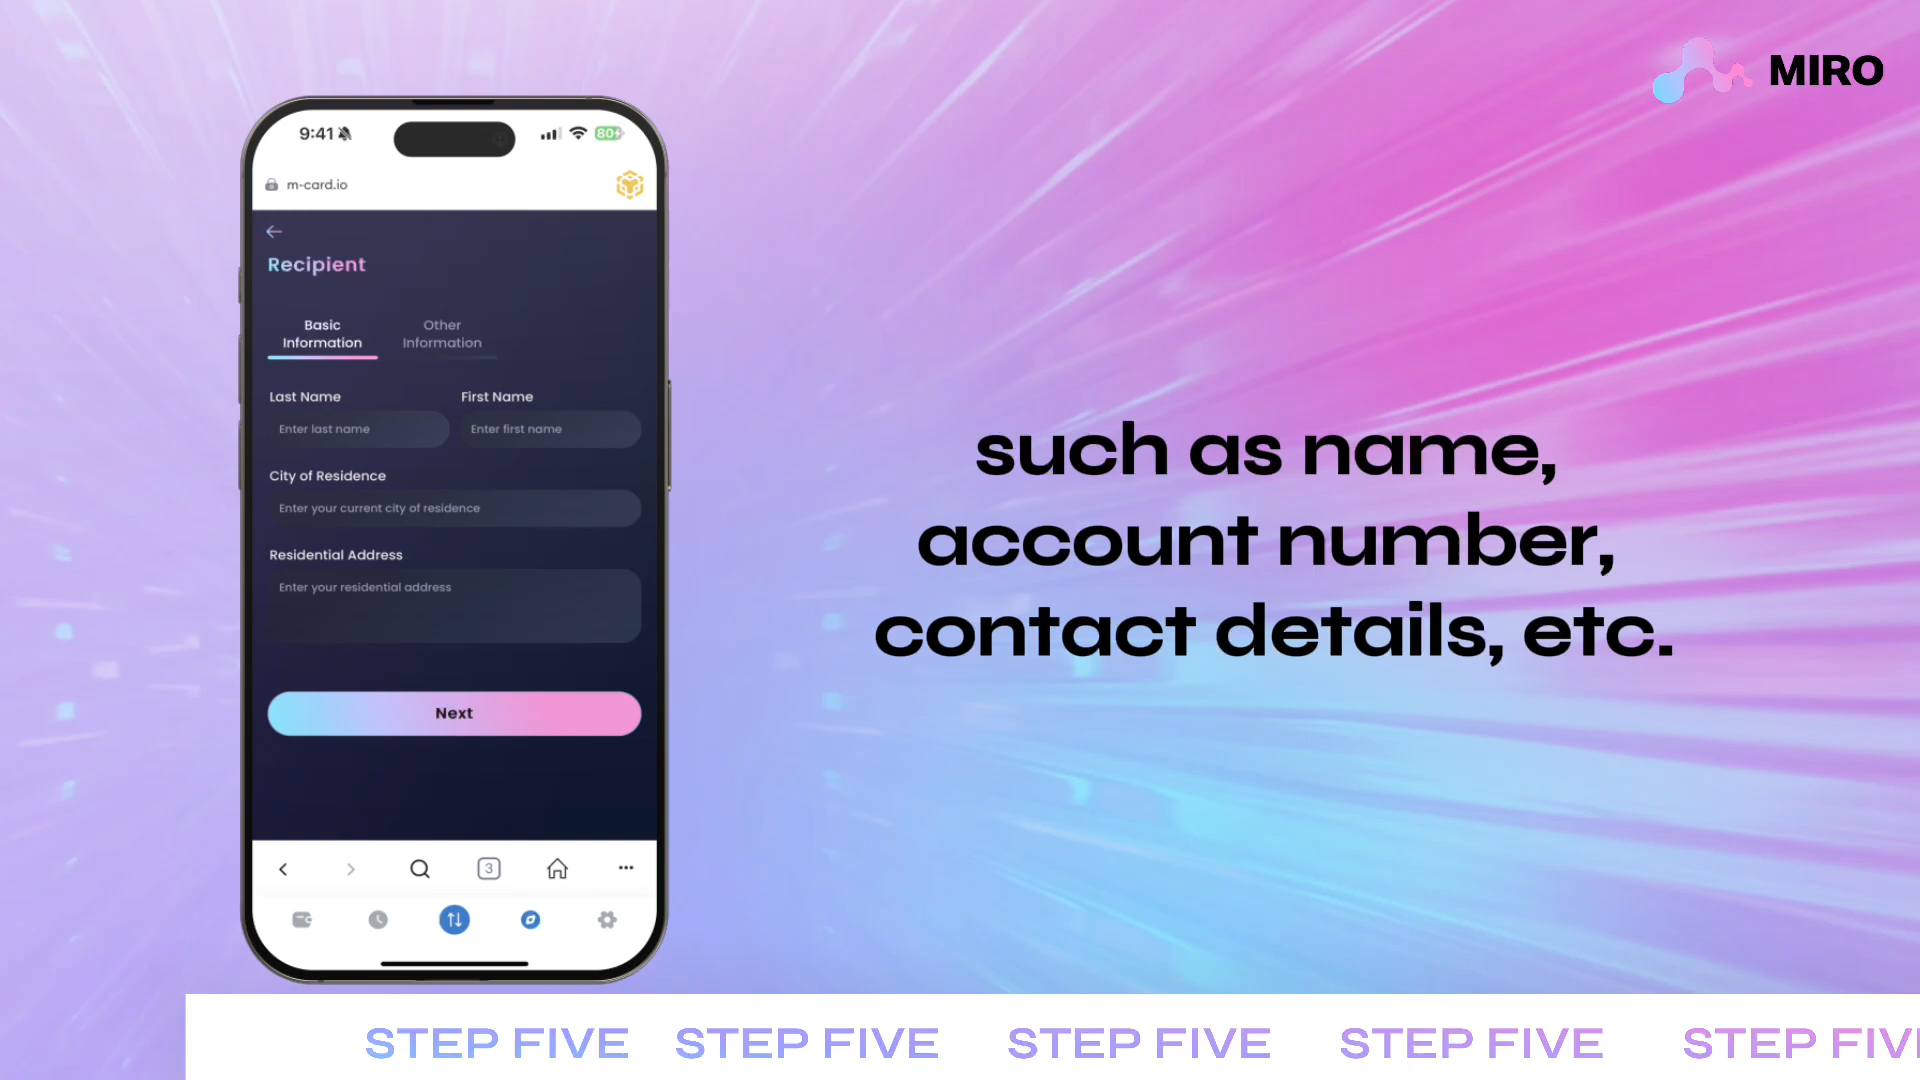 MIRO
9:41
80
m-card.io
Recipient
Basic
Information
Other
Information
Last Name
First Name
Enter last name
Enter first name
City of Residence
Enter your current city of residence
Residential Address
Enter your residential address
Next
3
such as name,
account number,
contact details, etc.
STEP FIVE STEP FIVE STEP FIVE STEP FIVE STEP FIV